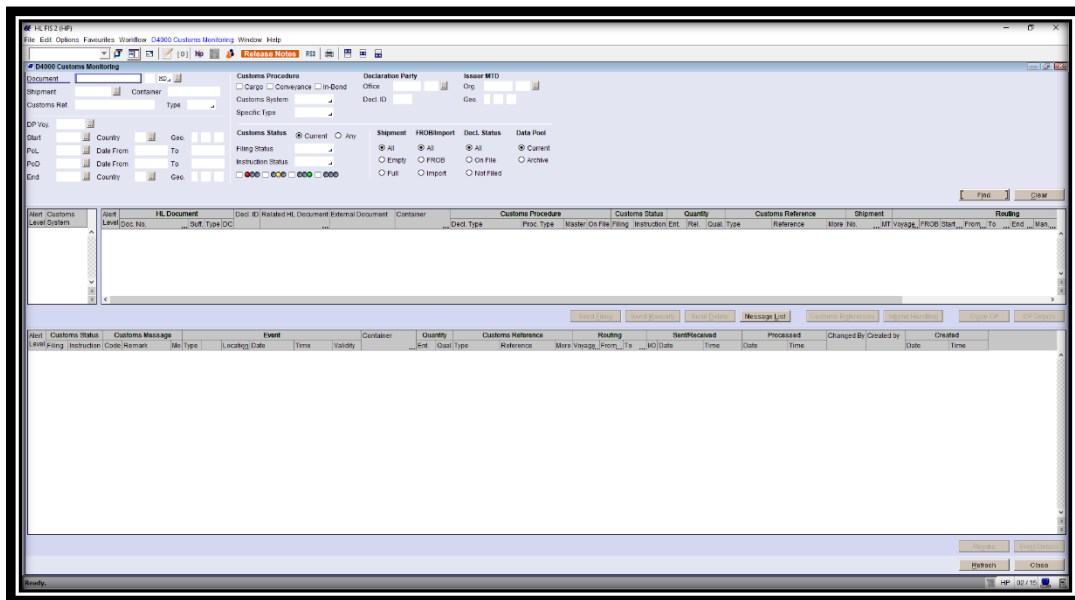 HL FIS 2 (HP)
File Edit Options Favourites Workflow D4000 Customs Monitoring Window Help
[0] Np Release Notes RSS
D4000 Customs Monitoring
Document Customs Procedure Declaration Party Issuer MTD
Cargo Conveyance In-Bond Office Org.
Shipment Container
Customs System Decl. ID Geo.
Customs Ref. Type
Specific Type
DP Voy.
Customs Status Current Any Shipment FROB/Import Decl. Status Data Pool
Start Country Geo.
PoL Date From To Filing Status All All All Current
PoD Date From To Instruction Status Empty FROB On File Archive
End Country Geo. Full Import Not Filed
Find Clear
Alert Customs Alert HL Document Decl. ID Related HL Document External Document Container Customs Procedure Customs Status Quantity Customs Reference Shipment Routing
Level System Level Doc. No. Suff. Type DC Decl. Type Proc. Type Master On File Filing Instruction Ent. Rel. Qual. Type Reference More No. MT Voyage FROB Start From To End Man.
Send Filing Send Manually Send Delete Message List Customs References Close DP DP Details
Alert Customs Status Customs Message Event Container Quantity Customs Reference Routing Sent/Received Processed Changed By Created by Created
Level Filing Instruction Code Remark Me Type Location Date Time Validity Ent Qual Type Reference More Voyage From To I/O Date Time Date Time Date Time
Event Details
Refresh Close
Ready. HP 02 / 15